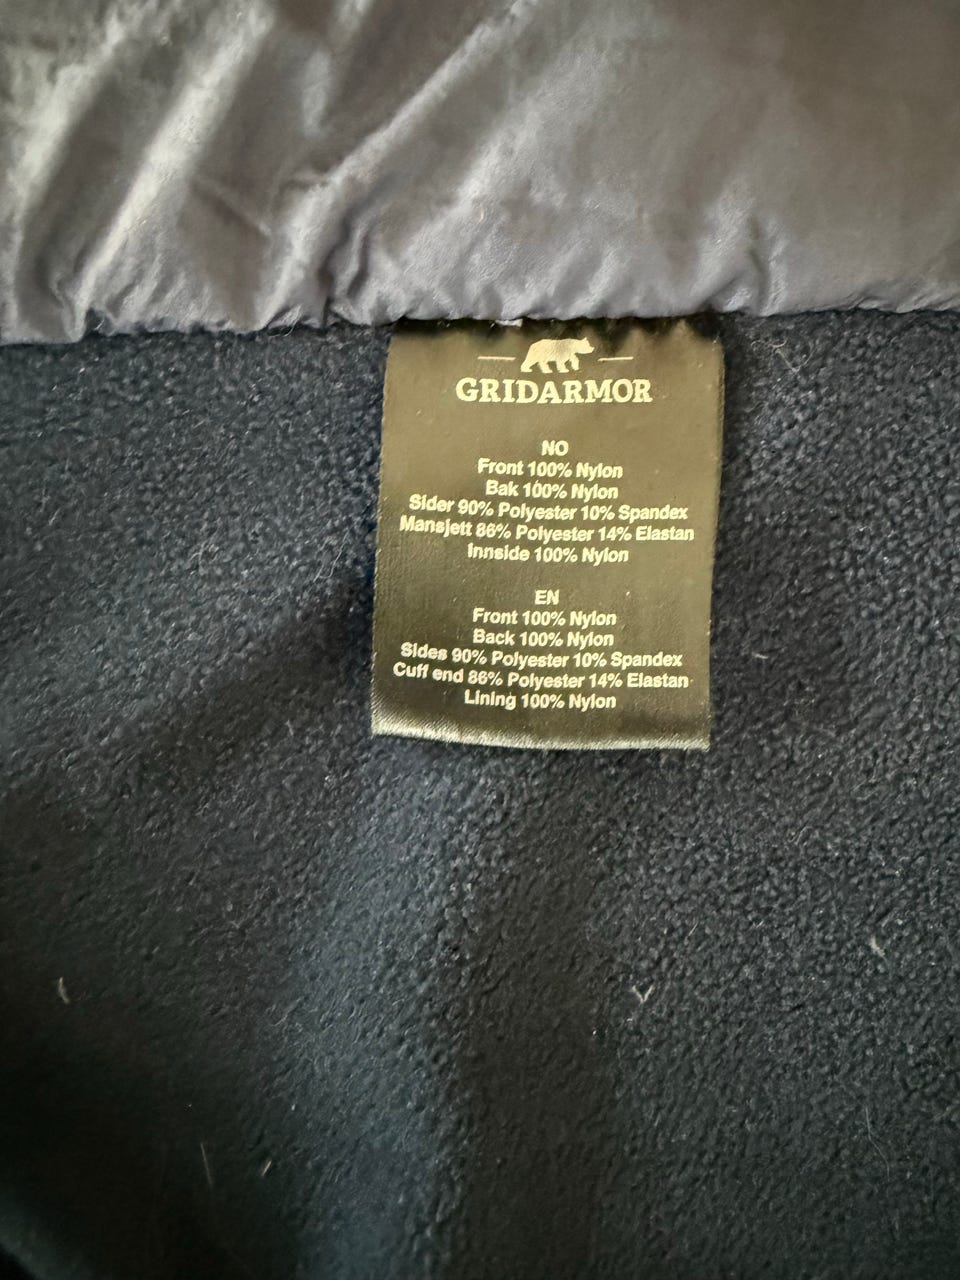 GRIDARMOR
NO
Front 100% Nylon
Bak 100% Nylon
Sider 90% Polyester 10% Spandex
Mansjett 86% Polyester 14% Elastan
Innside 100% Nylon
EN
Front 100% Nylon
Back 100% Nylon
Sides 90% Polyester 10% Spandex
Cuff end 86% Polyester 14% Elastan
Lining 100% Nylon